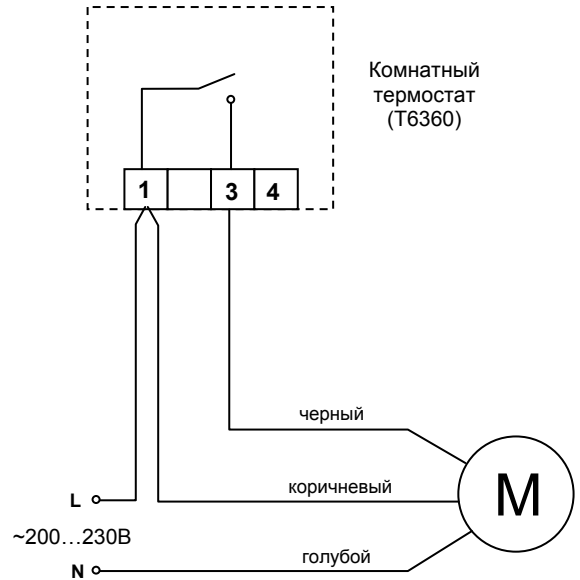 Комнатный
термостат
(T6360)
1 3 4
черный
коричневый
L
~200…230В
голубой
N
M